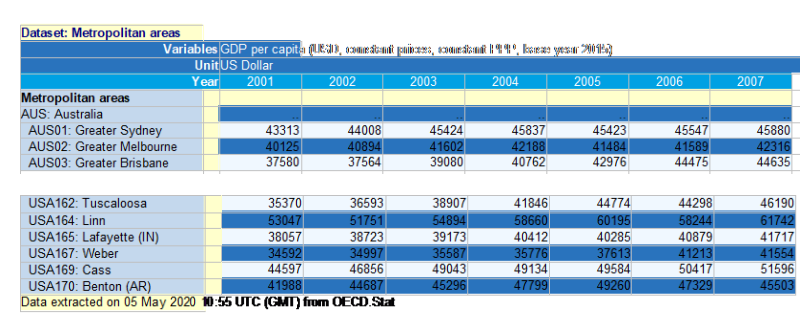 Dataset: Metropolitan areas
Variables GDP per capita (USD, constant prices, constant PPP, base year 2015)
Unit US Dollar
Year 2001 2002 2003 2004 2005 2006 2007
Metropolitan areas
AUS: Australia .. .. .. .. .. .. ..
AUS01: Greater Sydney 43313 44008 45424 45837 45423 45547 45880
AUS02: Greater Melbourne 40125 40894 41602 42188 41484 41589 42316
AUS03: Greater Brisbane 37580 37564 39080 40762 42976 44475 44635
USA162: Tuscaloosa 35370 36593 38907 41846 44774 44298 46190
USA164: Linn 53047 51751 54894 58660 60195 58244 61742
USA165: Lafayette (IN) 38057 38723 39173 40412 40285 40879 41717
USA167: Weber 34592 34997 35587 35776 37613 41213 41554
USA169: Cass 44597 46856 49043 49134 49584 50417 51596
USA170: Benton (AR) 41988 44687 45296 47799 49260 47329 45503
Data extracted on 05 May 2020 10:55 UTC (GMT) from OECD.Stat